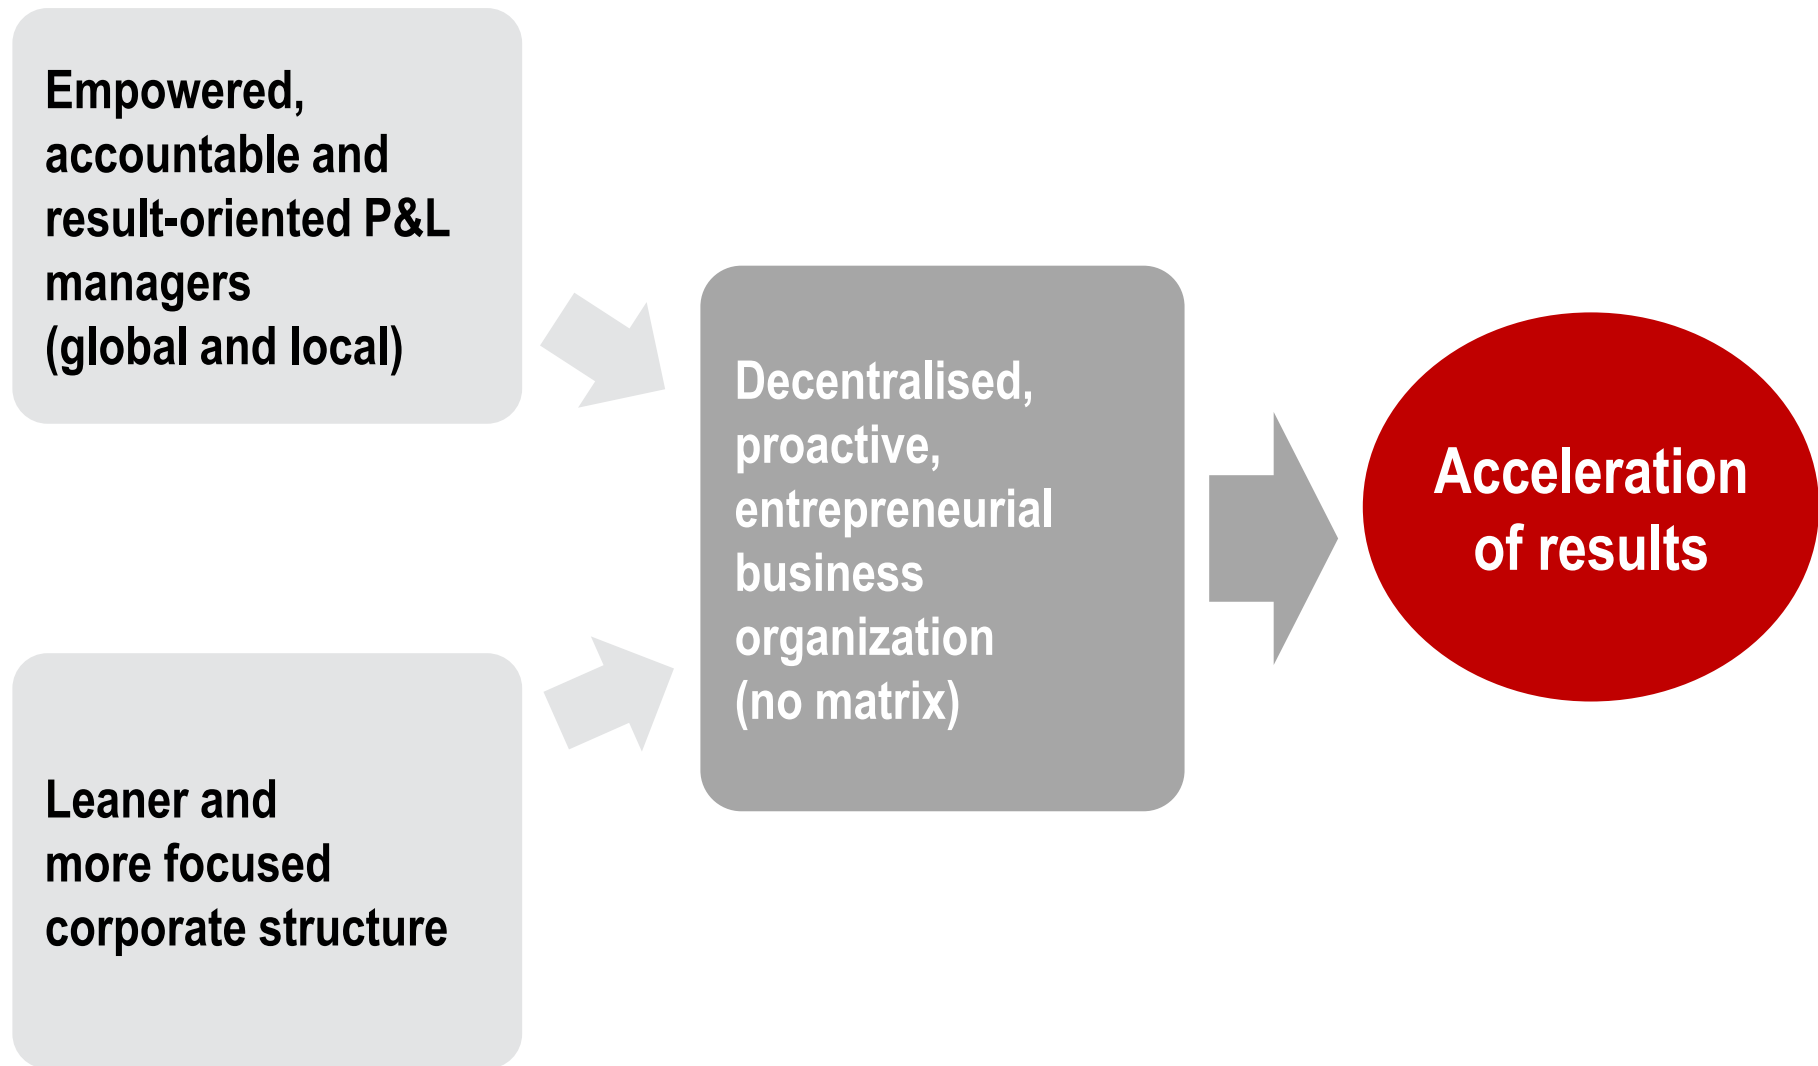 Empowered,
accountable and
result-oriented P&L
managers
(global and local)
Leaner and
more focused
corporate structure
Decentralised,
proactive,
entrepreneurial
business
organization
(no matrix)
Acceleration
of results